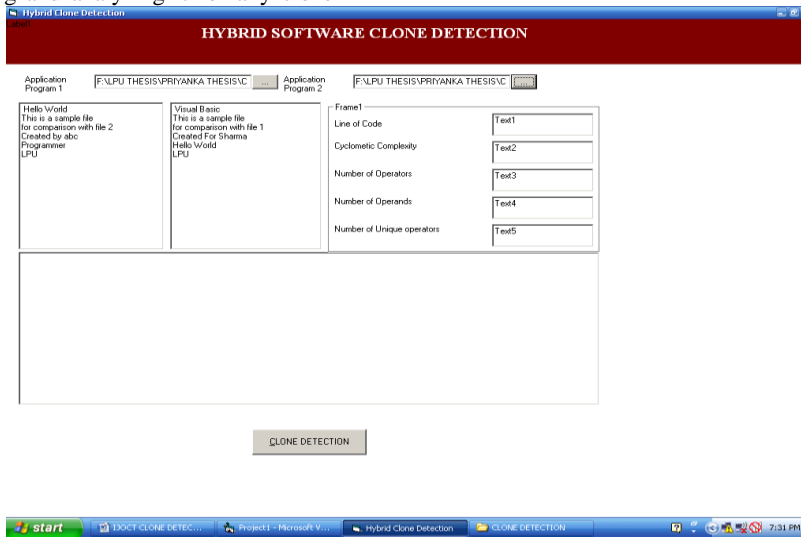 Hybrid Clone Detection
Label1
HYBRID SOFTWARE CLONE DETECTION
Application
Program 1
F:\LPU THESIS\PRIYANKA THESIS\C
...
Application
Program 2
F:\LPU THESIS\PRIYANKA THESIS\C
...
Hello World
This is a sample file
for comparison with file 2
Created by abc
Programmer
LPU
Visual Basic
This is a sample file
for comparison with file 1
Created For Sharma
Hello World
LPU
Frame1
Line of Code
Text1
Cyclometic Complexity
Text2
Number of Operators
Text3
Number of Operands
Text4
Number of Unique operators
Text5
CLONE DETECTION
start
IJOCT CLONE DETEC...
Project1 - Microsoft V...
Hybrid Clone Detection
CLONE DETECTION
7:31 PM